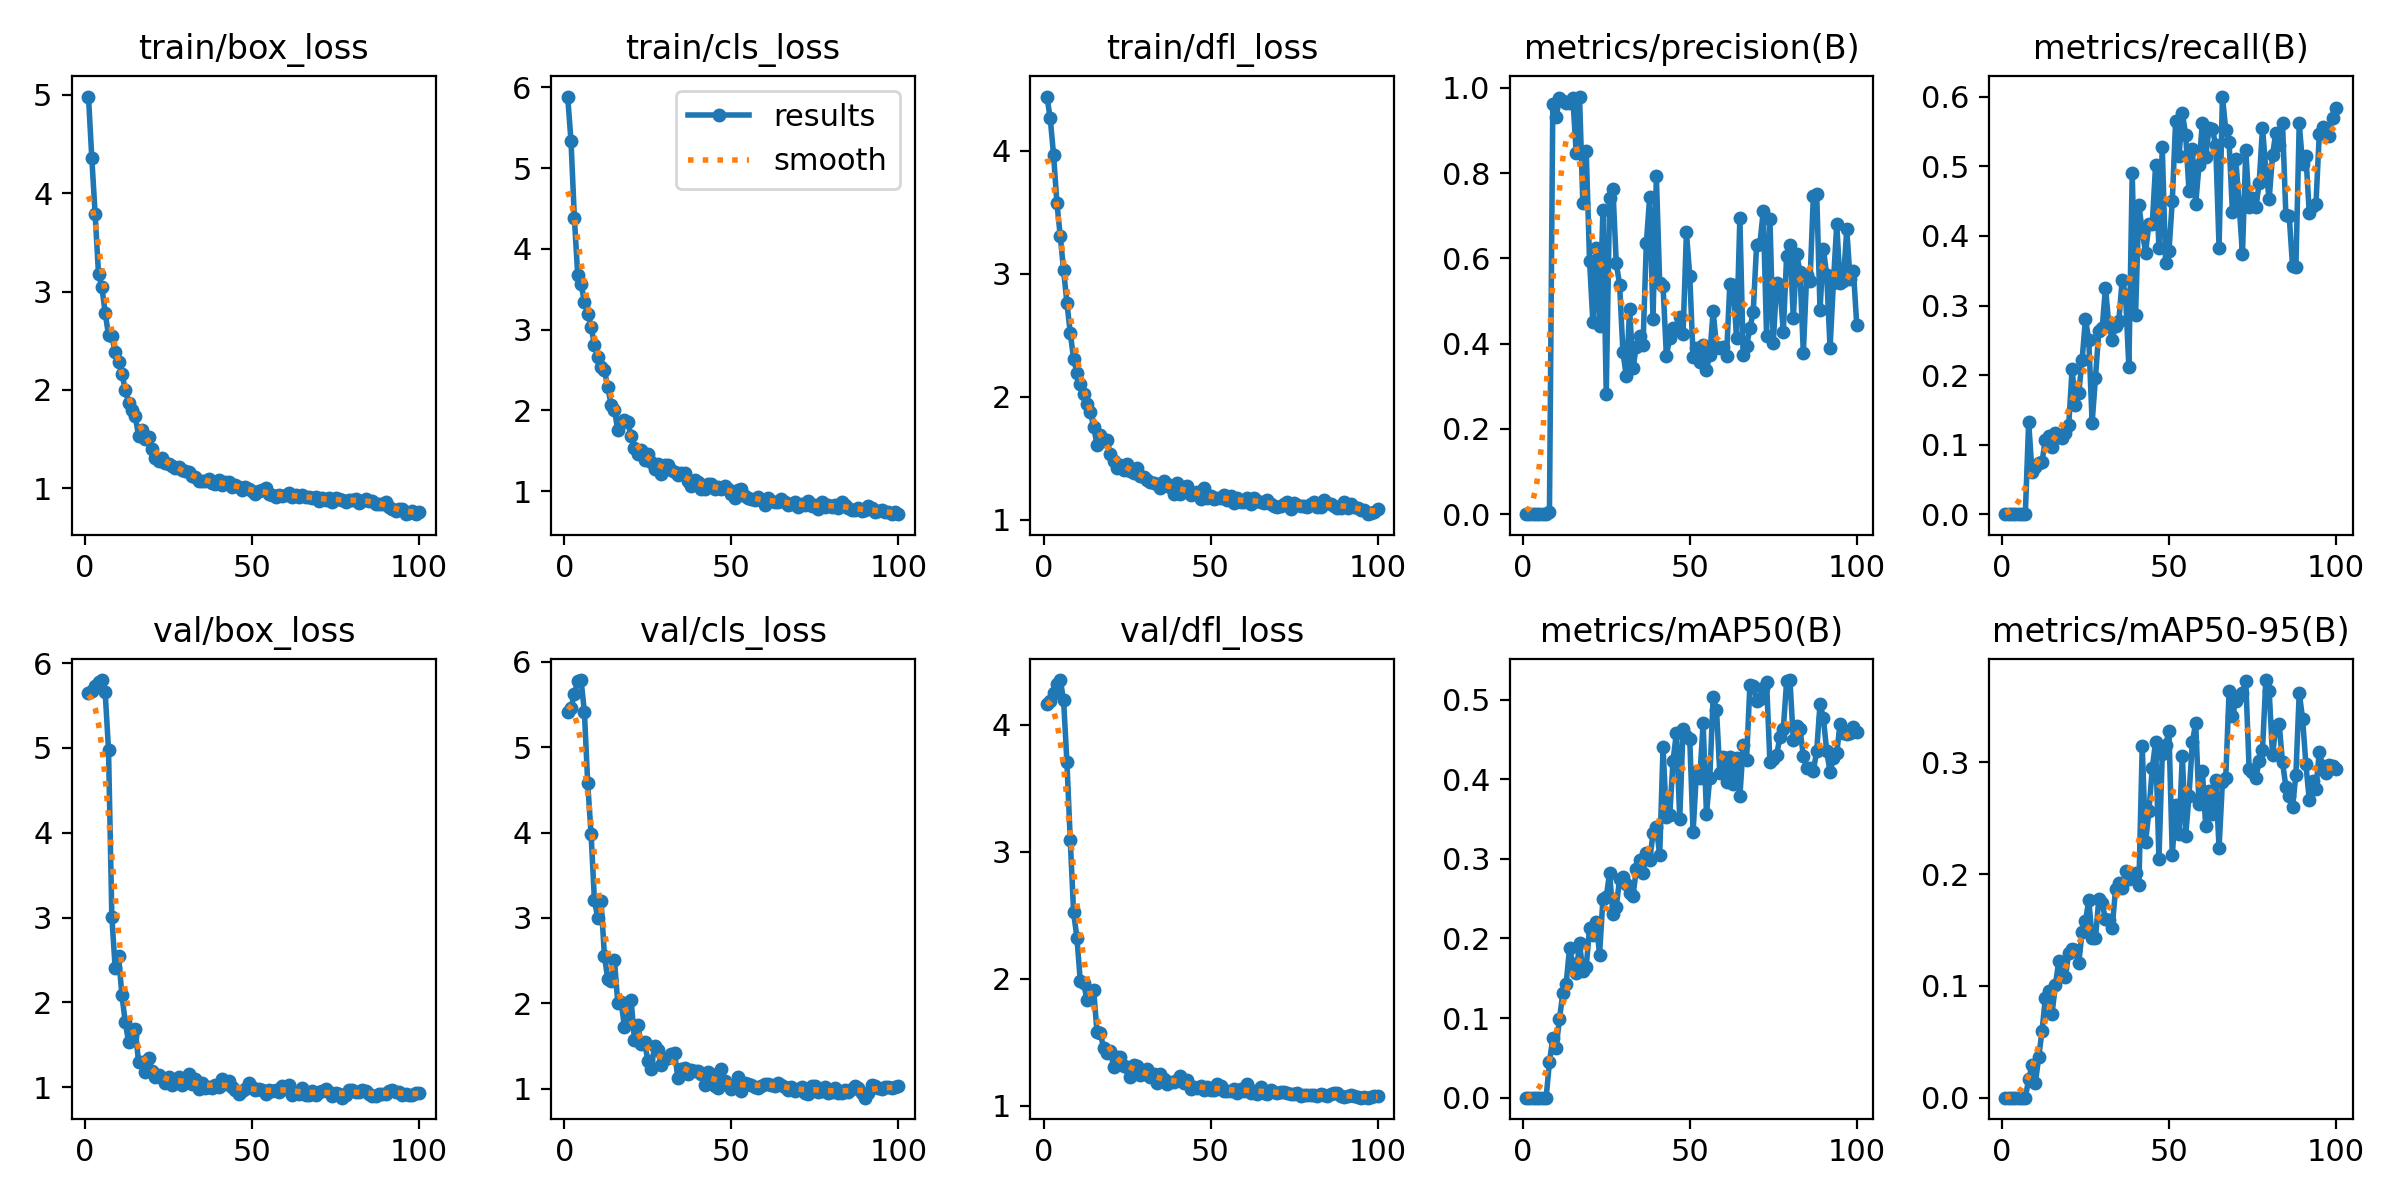 train/box_loss
5
4
3
2
1
0 50 100
train/cls_loss
results
smooth
6
5
4
3
2
1
0 50 100
train/dfl_loss
4
3
2
1
0 50 100
metrics/precision(B)
1.0
0.8
0.6
0.4
0.2
0.0
0 50 100
metrics/recall(B)
0.6
0.5
0.4
0.3
0.2
0.1
0.0
0 50 100
val/box_loss
6
5
4
3
2
1
0 50 100
val/cls_loss
6
5
4
3
2
1
0 50 100
val/dfl_loss
4
3
2
1
0 50 100
metrics/mAP50(B)
0.5
0.4
0.3
0.2
0.1
0.0
0 50 100
metrics/mAP50-95(B)
0.3
0.2
0.1
0.0
0 50 100